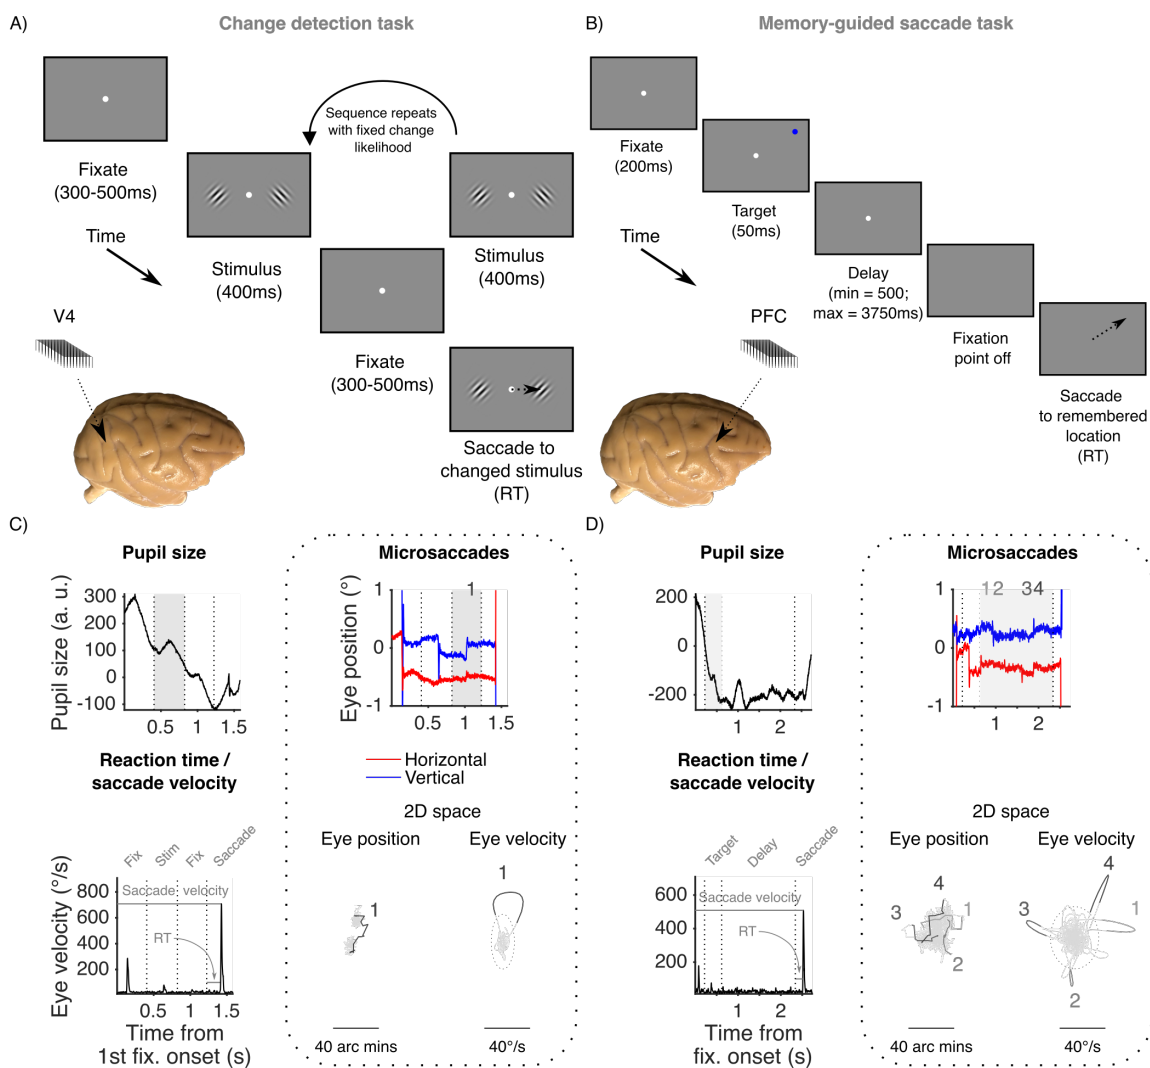 A)
Change detection task
Fixate
(300-500ms)
Sequence repeats
with fixed change
likelihood
Time
Stimulus
(400ms)
Stimulus
(400ms)
V4
Fixate
(300-500ms)
Saccade to
changed stimulus
(RT)
B)
Memory-guided saccade task
Fixate
(200ms)
Target
(50ms)
Time
Delay
(min = 500;
max = 3750ms)
PFC
Fixation
point off
Saccade
to remembered
location
(RT)
C)
Pupil size
Pupil size (a. u.)
300
200
100
0
-100
0.5
1
1.5
Microsaccades
Eye position (°)
1
0
-1
1
0.5
1
1.5
Horizontal
Vertical
Reaction time /
saccade velocity
Fix
Stim
Fix
Saccade
Eye velocity (°/s)
800
600
400
200
Saccade velocity
RT
0.5
1
1.5
Time from
1st fix. onset (s)
2D space
Eye position
Eye velocity
1
1
40 arc mins
40°/s
D)
Pupil size
200
0
-200
1
2
Microsaccades
1
0
-1
12
34
1
2
Reaction time /
saccade velocity
Target
Delay
Saccade
600
400
200
Saccade velocity
RT
1
2
Time from
fix. onset (s)
2D space
Eye position
Eye velocity
4
3
1
2
4
3
1
2
40 arc mins
40°/s